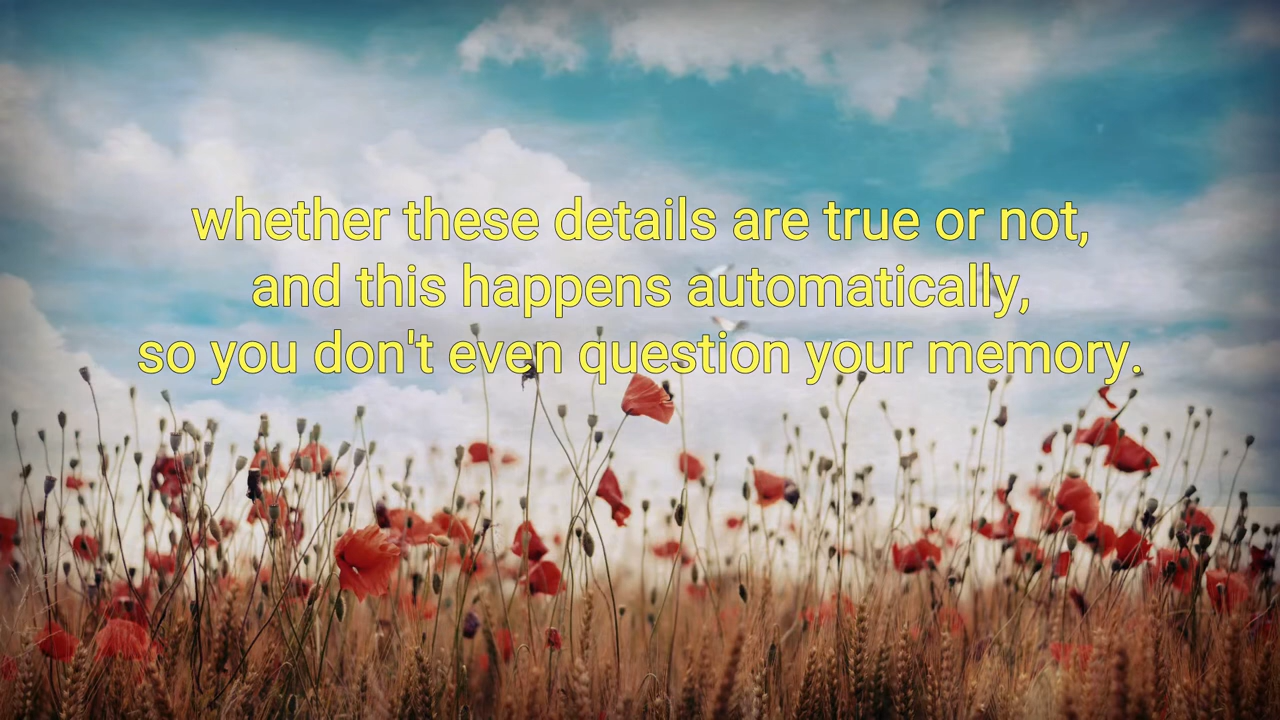 whether these details are true or not,
and this happens automatically,
so you don't even question your memory.